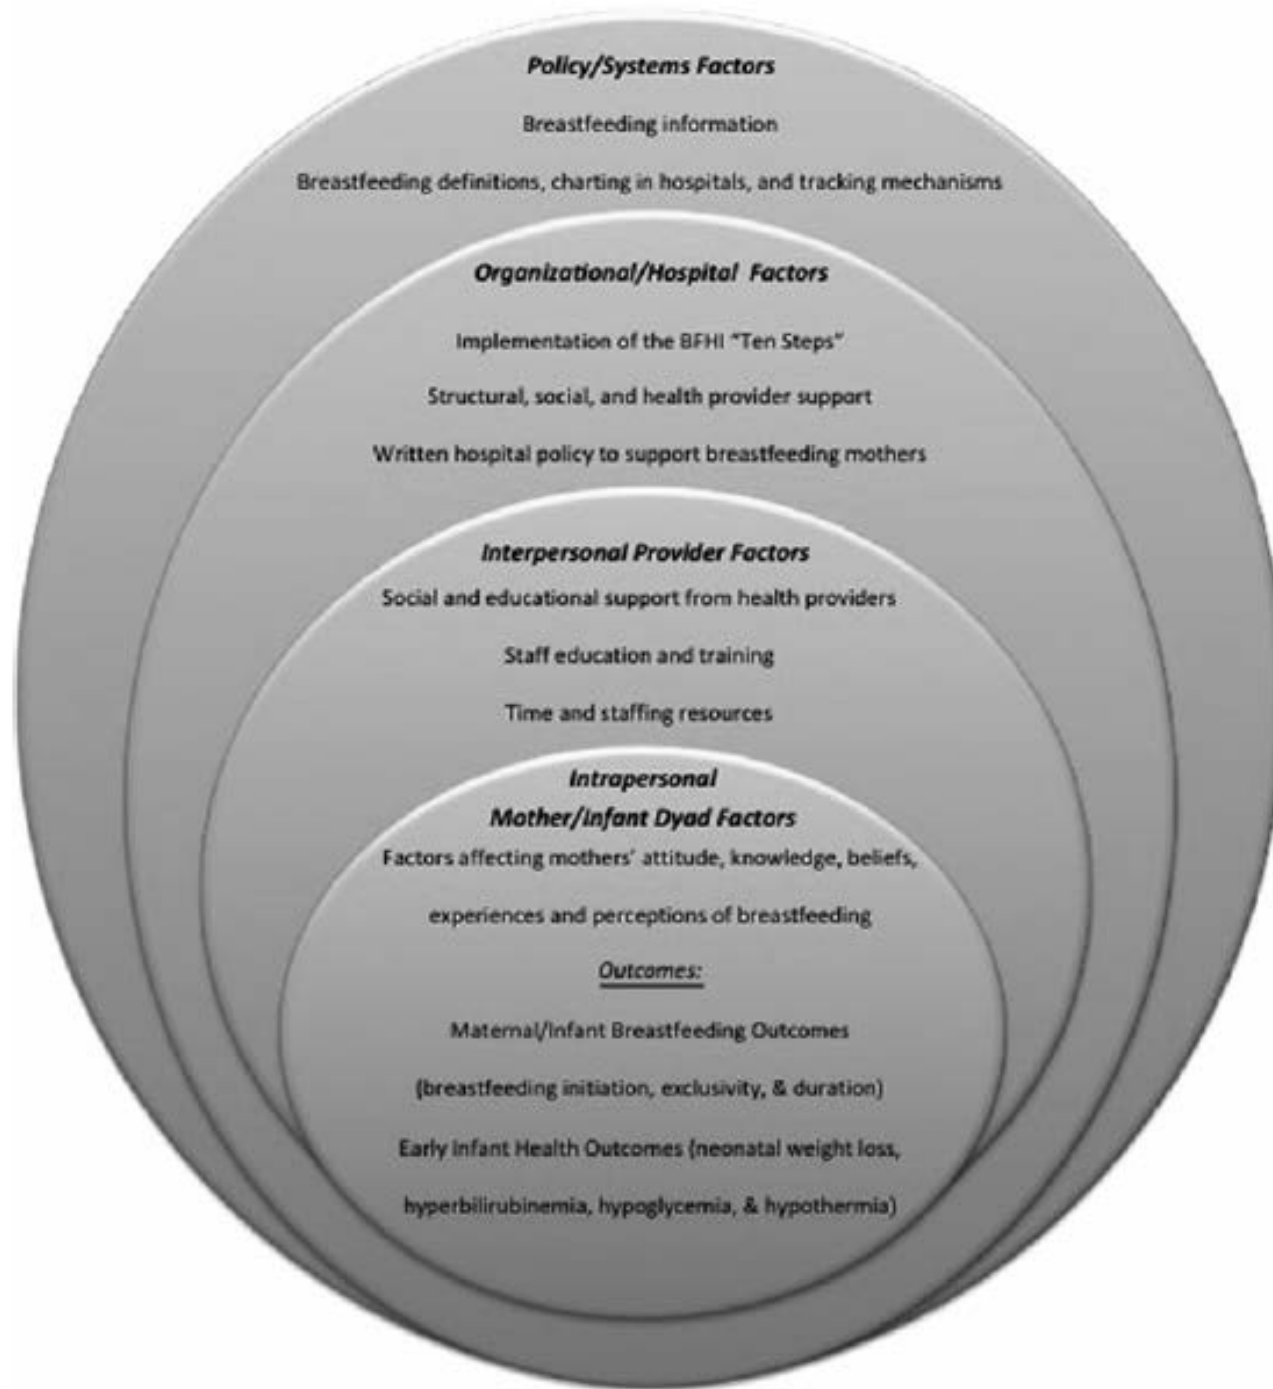 Policy/Systems Factors
Breastfeeding information
Breastfeeding definitions, charting in hospitals, and tracking mechanisms
Organizational/Hospital Factors
Implementation of the BFHI “Ten Steps”
Structural, social, and health provider support
Written hospital policy to support breastfeeding mothers
Interpersonal Provider Factors
Social and educational support from health providers
Staff education and training
Time and staffing resources
Intrapersonal
Mother/Infant Dyad Factors
Factors affecting mothers’ attitude, knowledge, beliefs,
experiences and perceptions of breastfeeding
Outcomes:
Maternal/Infant Breastfeeding Outcomes
(breastfeeding initiation, exclusivity, & duration)
Early Infant Health Outcomes (neonatal weight loss,
hyperbilirubinemia, hypoglycemia, & hypothermia)